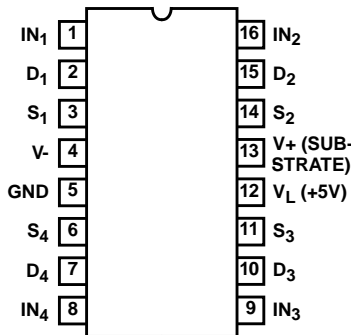 IN1 1 16 IN2
D1 2 15 D2
S1 3 14 S2
V- 4 13 V+ (SUB-
STRATE)
GND 5 12 VL (+5V)
S4 6 11 S3
D4 7 10 D3
IN4 8 9 IN3